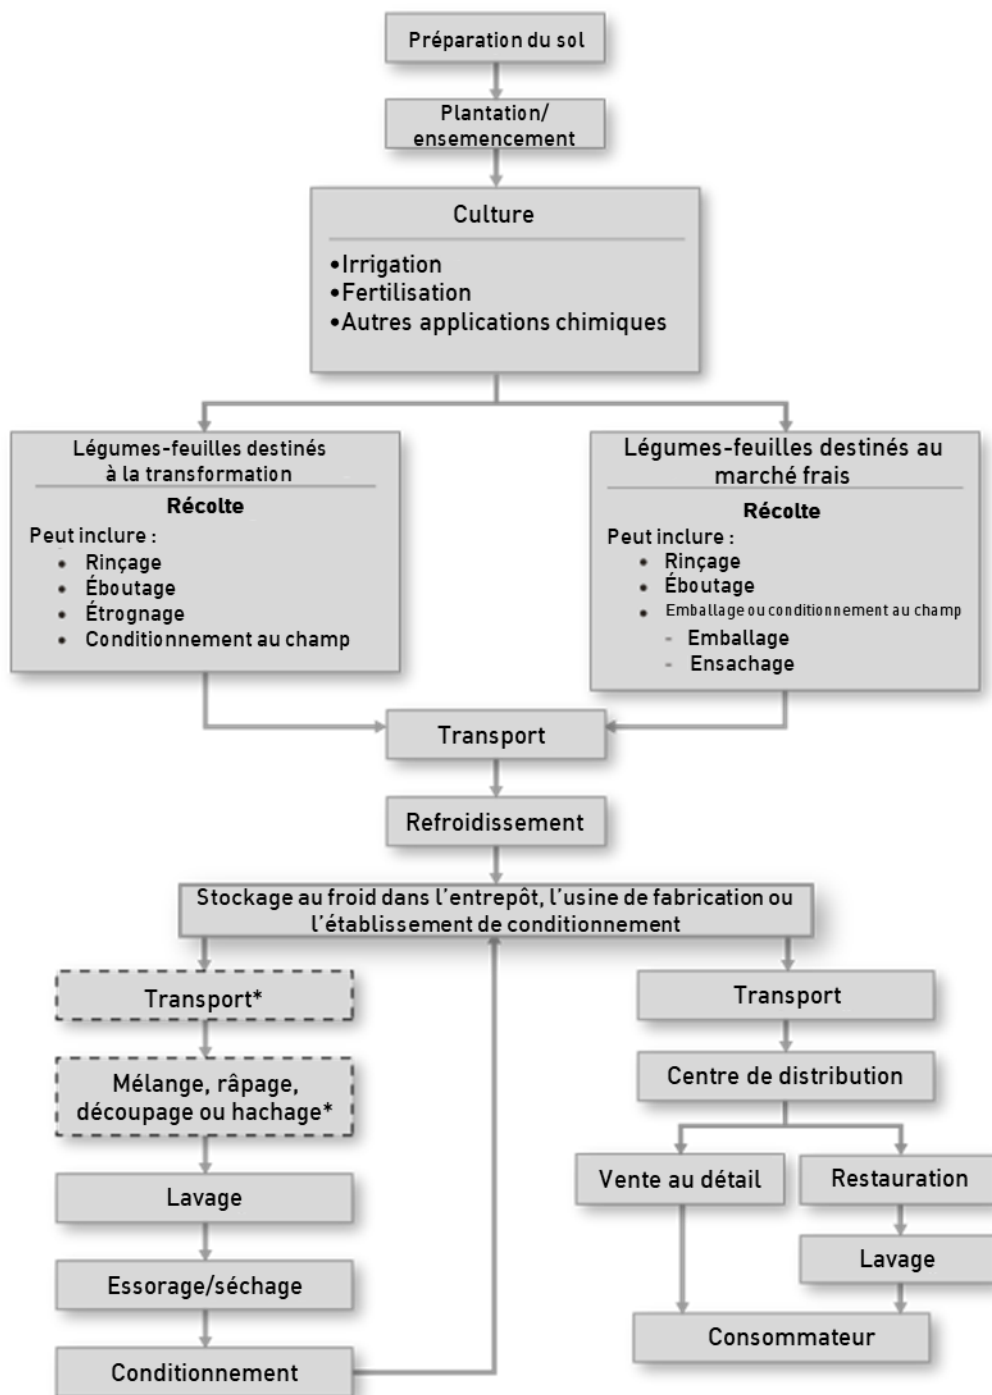 Préparation du sol
Plantation/
ensemencement
Culture
•Irrigation
•Fertilisation
•Autres applications chimiques
Légumes-feuilles destinés
à la transformation
Récolte
Peut inclure :
• Rinçage
• Éboutage
• Étrognage
• Conditionnement au champ
Légumes-feuilles destinés au
marché frais
Récolte
Peut inclure :
• Rinçage
• Éboutage
• Emballage ou conditionnement au champ
- Emballage
- Ensachage
Transport
Refroidissement
Stockage au froid dans l'entrepôt, l'usine de fabrication ou
l'établissement de conditionnement
Transport*
Mélange, râpage,
découpage ou hachage*
Lavage
Essorage/séchage
Conditionnement
Transport
Centre de distribution
Vente au détail
Restauration
Lavage
Consommateur